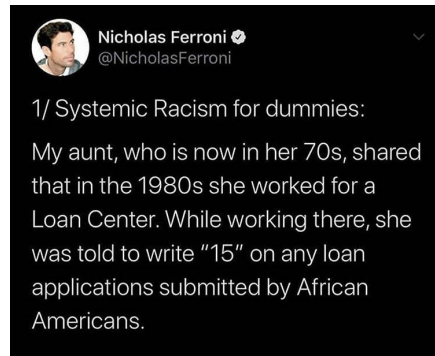 Nicholas Ferroni
@NicholasFerroni
1/ Systemic Racism for dummies:
My aunt, who is now in her 70s, shared
that in the 1980s she worked for a
Loan Center. While working there, she
was told to write “15” on any loan
applications submitted by African
Americans.